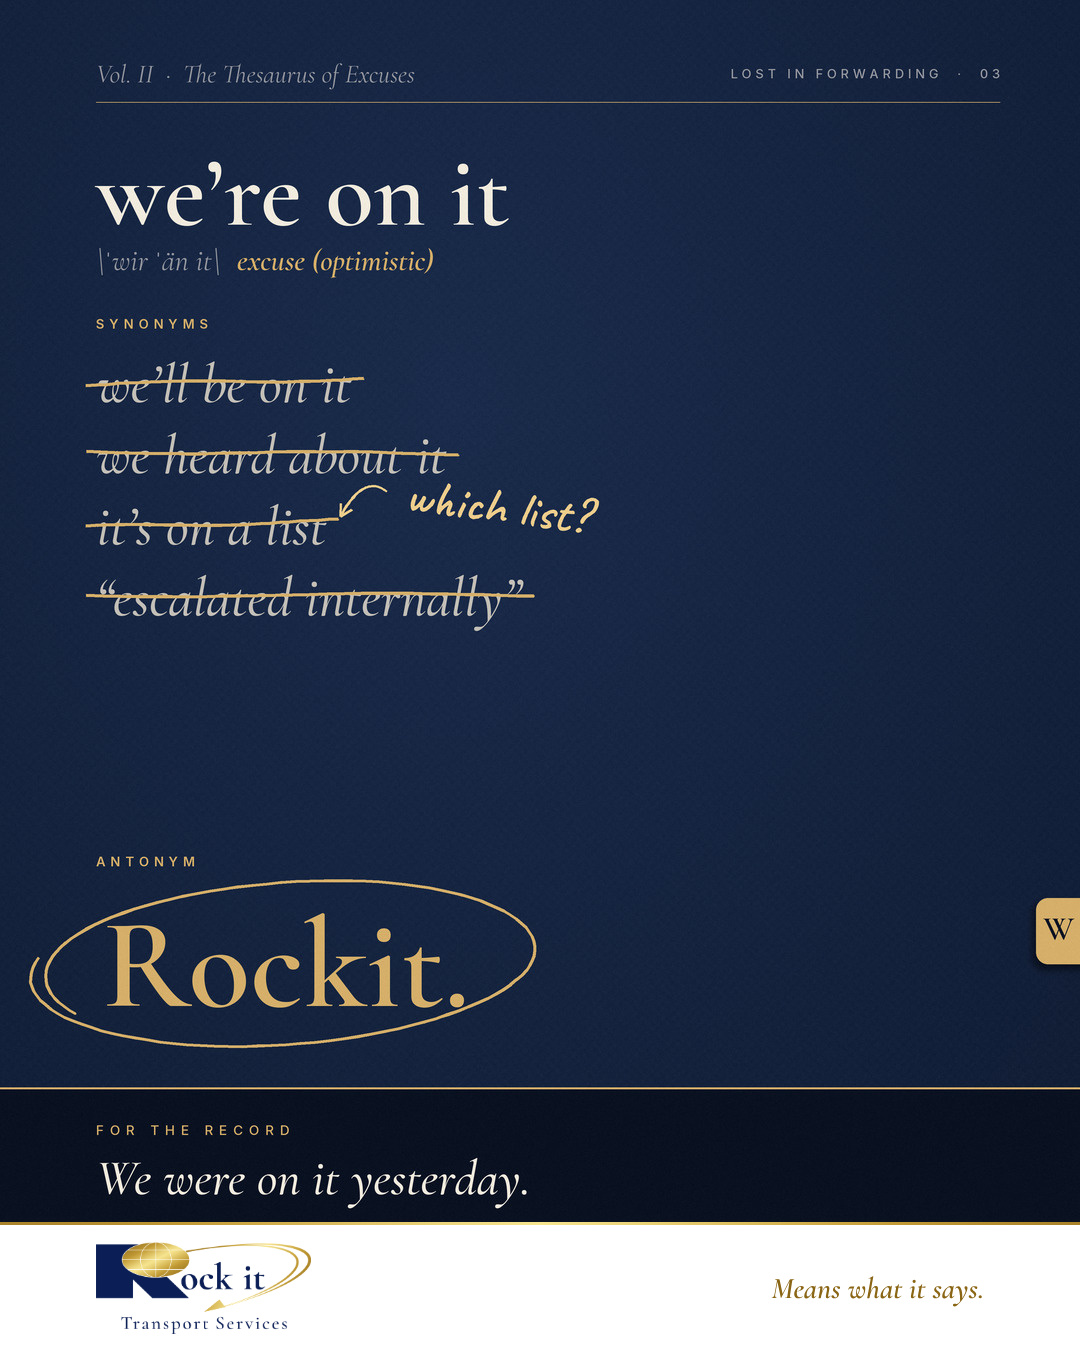 Vol. II · The Thesaurus of Excuses
LOST IN FORWARDING · 03
we’re on it
\ˈwir ˈän it\ excuse (optimistic)
SYNONYMS
we’ll be on it
we heard about it
it’s on a list
which list?
“escalated internally”
ANTONYM
Rockit.
W
FOR THE RECORD
We were on it yesterday.
Rock it
Transport Services
Means what it says.